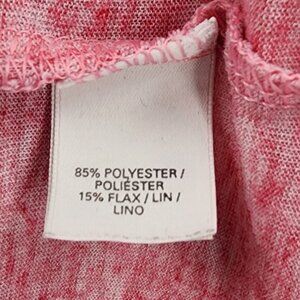 85% POLYESTER /
POLIÉSTER
15% FLAX / LIN /
LINO